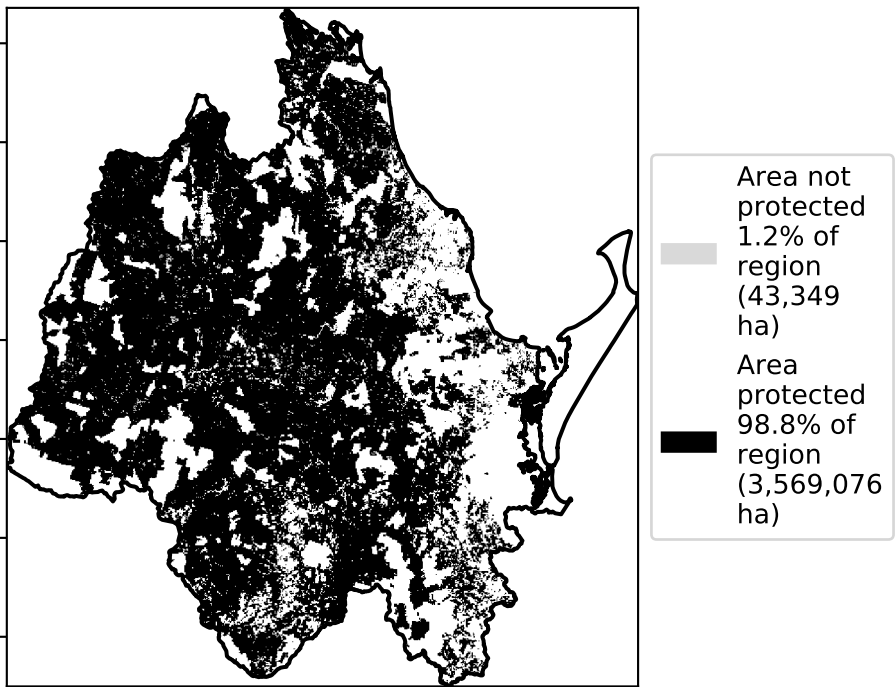 Area not
protected
1.2% of
region
(43,349
ha)
Area
protected
98.8% of
region
(3,569,076
ha)